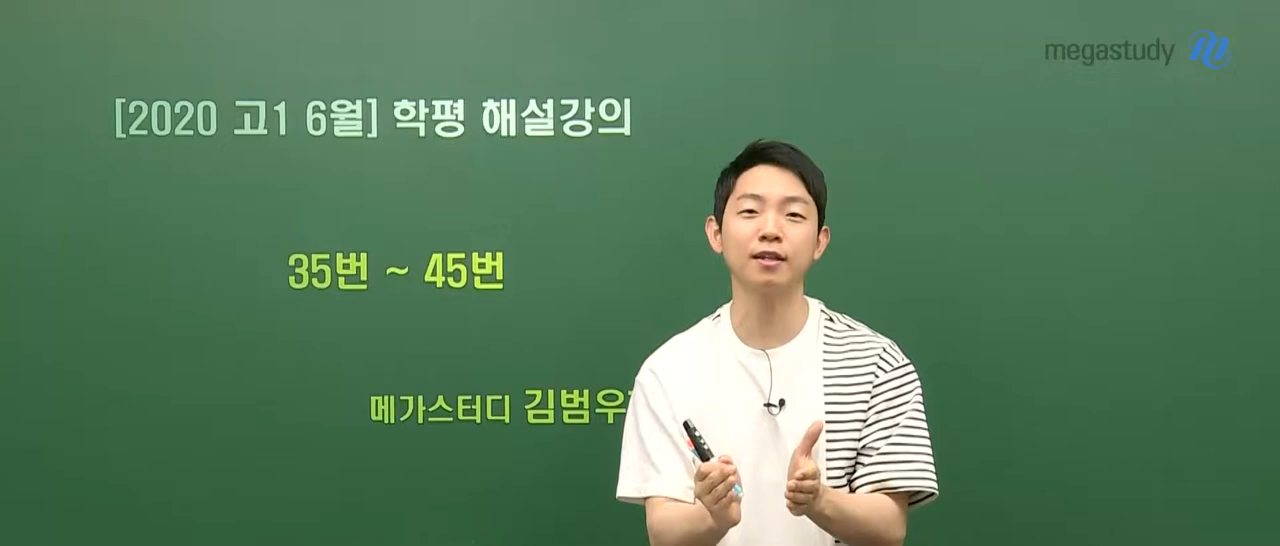 megastudy
[2020 고1 6월] 학평 해설강의
35번 ~ 45번
메가스터디 김범우